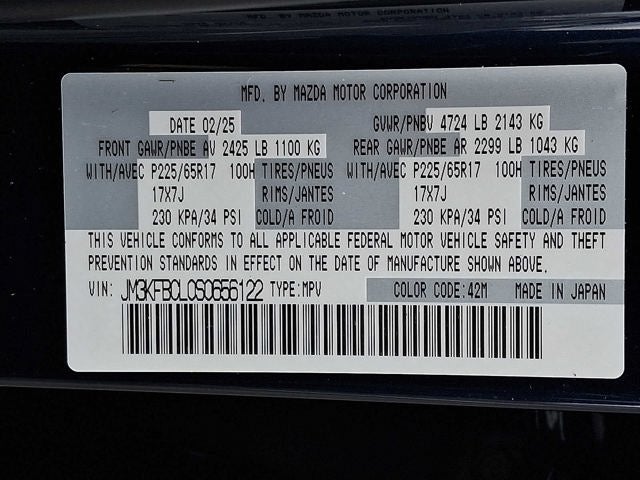 MFD. BY MAZDA MOTOR CORPORATION
DATE 02/25 GVWR/PNBV 4724 LB 2143 KG
FRONT GAWR/PNBE AV 2425 LB 1100 KG REAR GAWR/PNBE AR 2299 LB 1043 KG
WITH/AVEC P225/65R17 100H TIRES/PNEUS WITH/AVEC P225/65R17 100H TIRES/PNEUS
17X7J RIMS/JANTES 17X7J RIMS/JANTES
230 KPA/34 PSI COLD/A FROID 230 KPA/34 PSI COLD/A FROID
THIS VEHICLE CONFORMS TO ALL APPLICABLE FEDERAL MOTOR VEHICLE SAFETY AND THEFT
PREVENTION STANDARDS IN EFFECT ON THE DATE OF MANUFACTURE SHOWN ABOVE.
VIN: JM3KFBCL0S0656122 TYPE:MPV COLOR CODE:42M MADE IN JAPAN